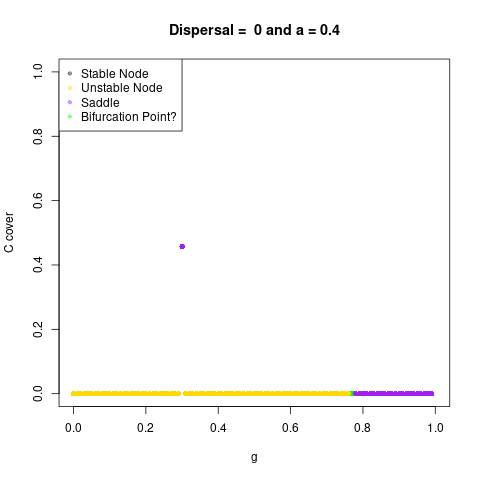 Dispersal =  0 and a = 0.4
Stable Node
Unstable Node
Saddle
Bifurcation Point?
C cover
1.0
0.8
0.6
0.4
0.2
0.0
0.0 0.2 0.4 0.6 0.8 1.0
g